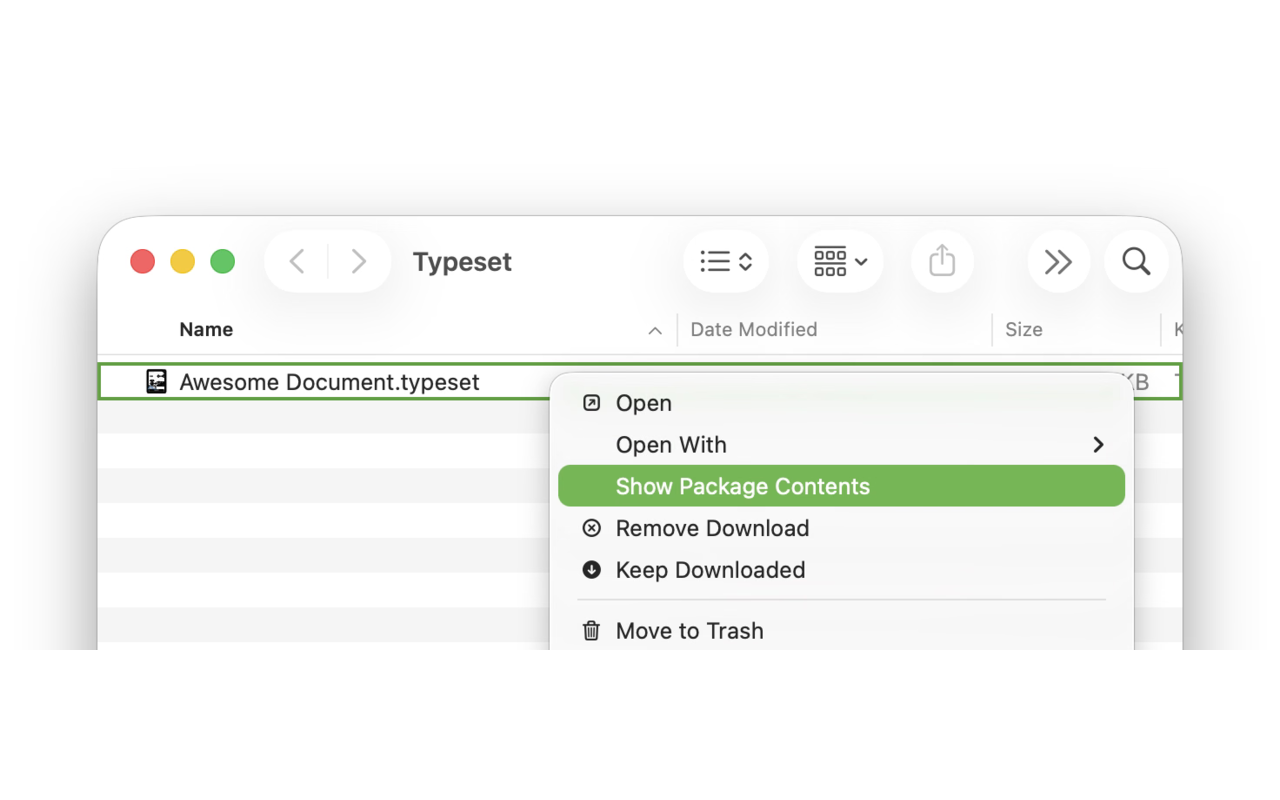 Typeset
Name
Date Modified
Size
Awesome Document.typeset
KB
Open
Open With
Show Package Contents
Remove Download
Keep Downloaded
Move to Trash